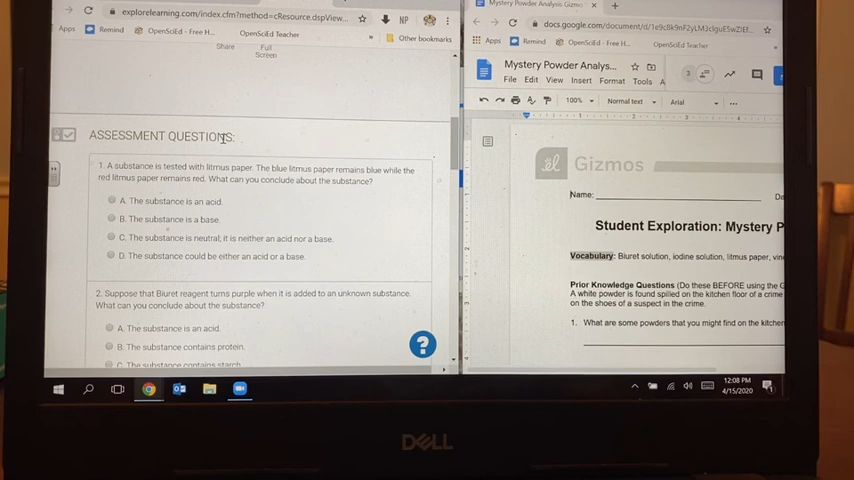 explorelearning.com/index.cfm?method=cResource.dspView...
NP
Apps
Remind
OpenSciEd - Free H...
OpenSciEd Teacher
»
Other bookmarks
Share
Full
Screen
ASSESSMENT QUESTIONS:
1. A substance is tested with litmus paper. The blue litmus paper remains blue while the
red litmus paper remains red. What can you conclude about the substance?
A. The substance is an acid.
B. The substance is a base.
C. The substance is neutral; it is neither an acid nor a base.
D. The substance could be either an acid or a base.
2. Suppose that Biuret reagent turns purple when it is added to an unknown substance.
What can you conclude about the substance?
A. The substance is an acid.
B. The substance contains protein.
C. The substance contains starch.
?
Mystery Powder Analysis Gizmo
Apps
Remind
OpenSciEd - Free H...
OpenSciEd Teacher
Mystery Powder Analys...
File Edit View Insert Format Tools
3
100%
Normal text
Arial
él Gizmos
Name:
Student Exploration: Mystery P
Vocabulary: Biuret solution, iodine solution, litmus paper, vine
Prior Knowledge Questions (Do these BEFORE using the G
A white powder is found spilled on the kitchen floor of a crime
on the shoes of a suspect in the crime.
1. What are some powders that you might find on the kitchen
12:08 PM
4/15/2020
DELL